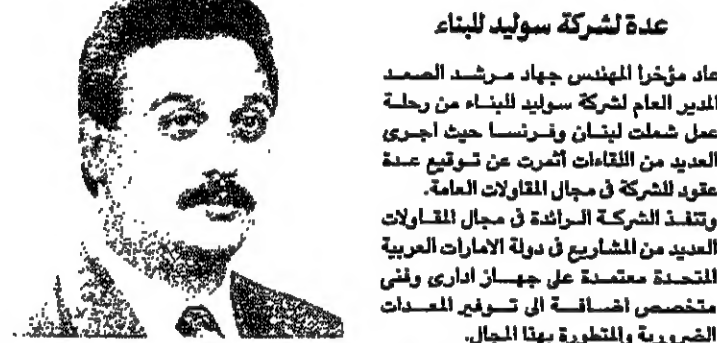 عدة لشركة سوليد للبناء
عاد مؤخرا المهندس جهاد مرشد الصمد
المدير العام لشركة سوليد للبناء من رحلة
عمل شملت لبنان وفرنسا حيث اجرى
العديد من اللقاءات أثمرت عن توقيع عدة
عقود للشركة في مجال المقاولات العامة.
وتنفذ الشركة الرائدة في مجال المقاولات
العديد من المشاريع في دولة الامارات العربية
المتحدة معتمدة على جهاز ادارى وفنى
متخصص اضافة الى توفير المعدات
الضرورية والمتطورة بهذا المجال.